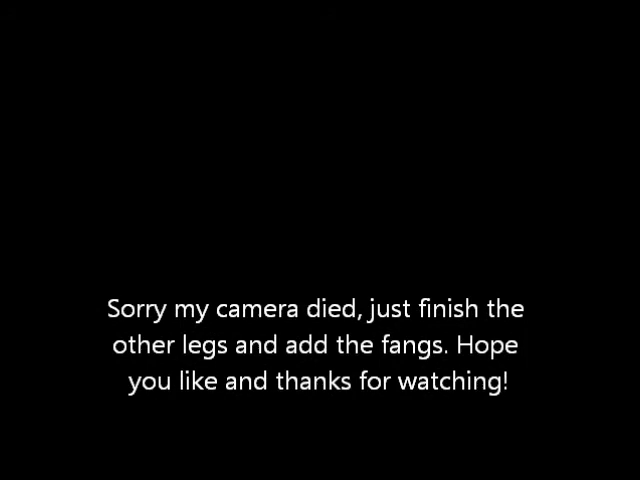 Sorry my camera died, just finish the
other legs and add the fangs. Hope
you like and thanks for watching!